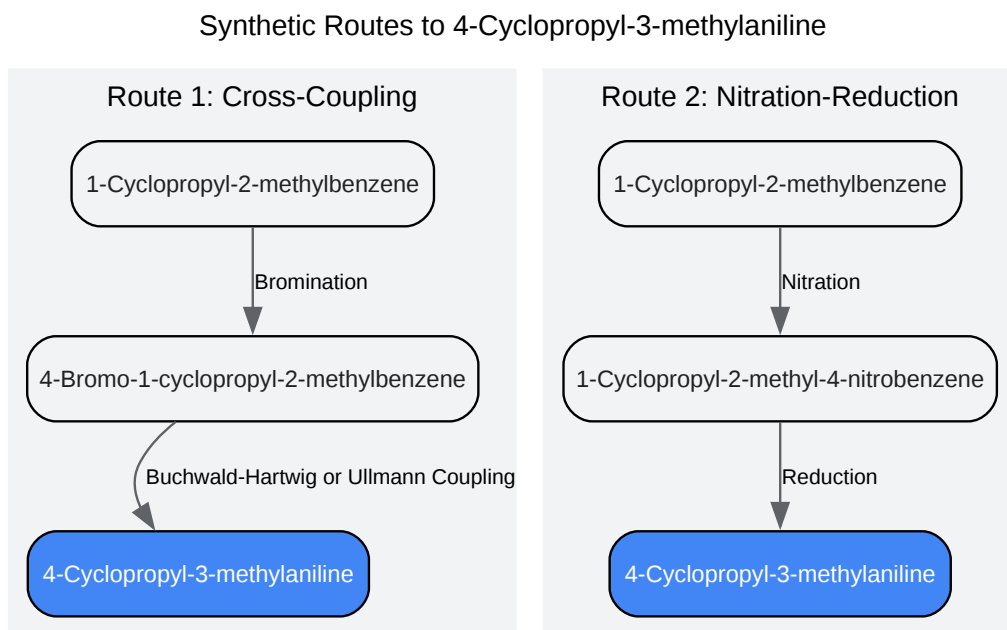 Synthetic Routes to 4-Cyclopropyl-3-methylaniline
Route 1: Cross-Coupling
1-Cyclopropyl-2-methylbenzene
Bromination
4-Bromo-1-cyclopropyl-2-methylbenzene
Buchwald-Hartwig or Ullmann Coupling
4-Cyclopropyl-3-methylaniline
Route 2: Nitration-Reduction
1-Cyclopropyl-2-methylbenzene
Nitration
1-Cyclopropyl-2-methyl-4-nitrobenzene
Reduction
4-Cyclopropyl-3-methylaniline